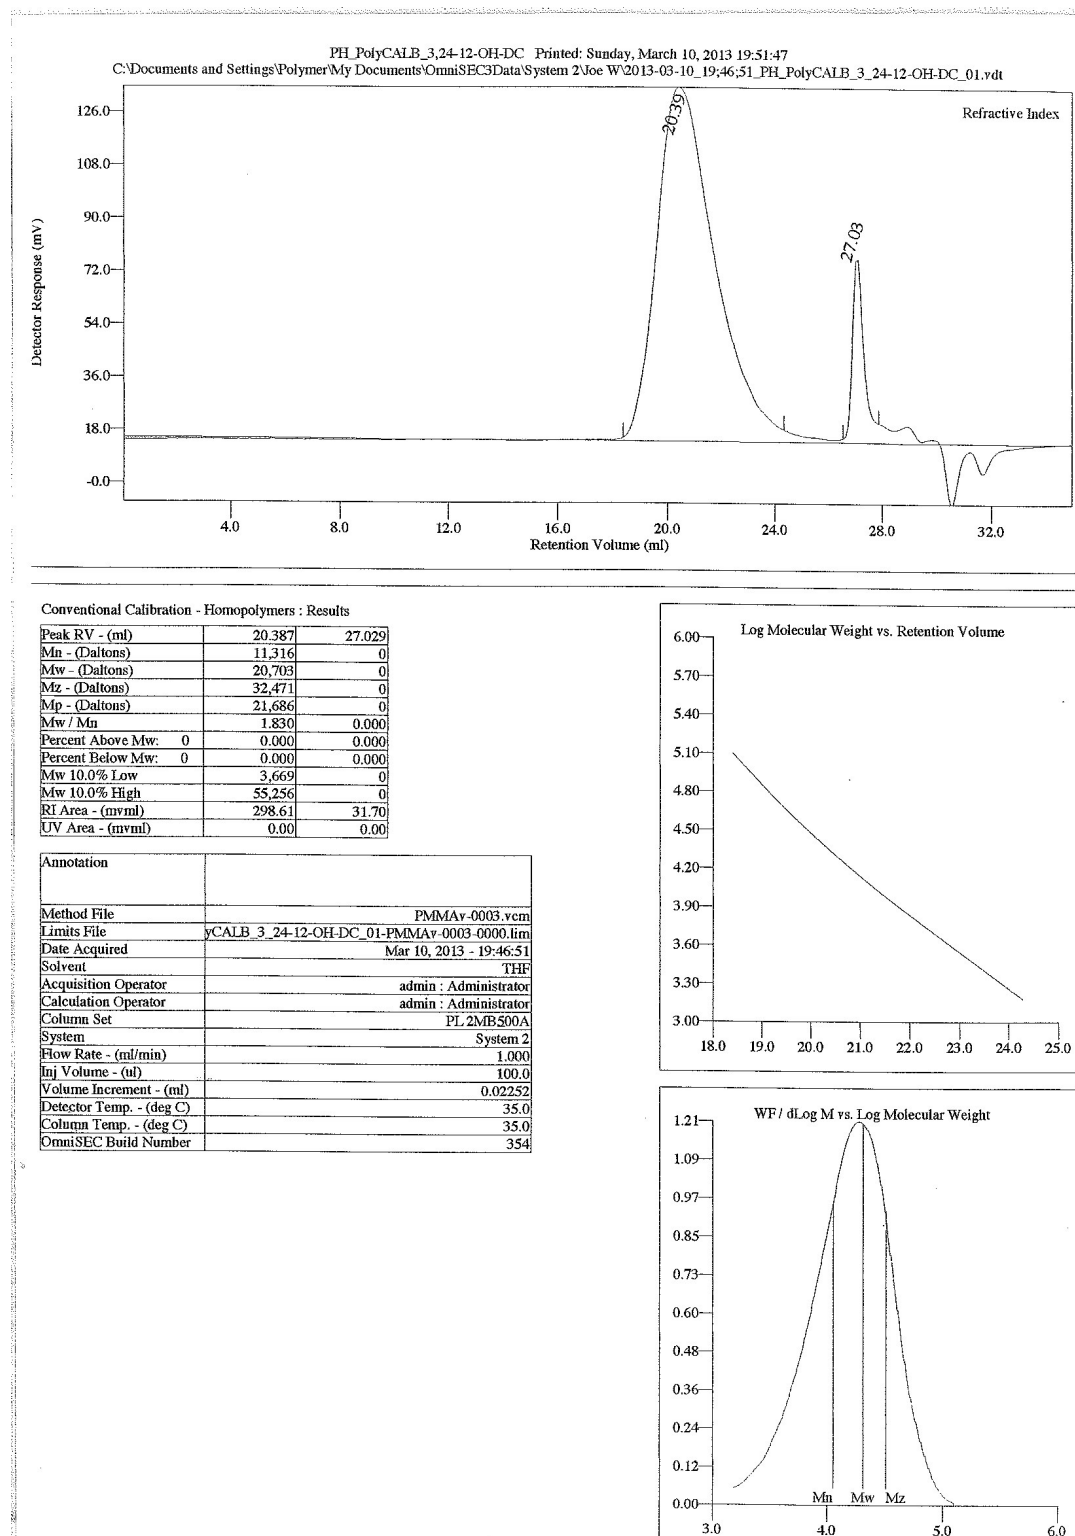 PH_PolyCALB_3,24-12-OH-DC Printed: Sunday, March 10, 2013 19:51:47
C:\Documents and Settings\Polymer\My Documents\OmniSEC3Data\System 2\Joe W\2013-03-10_19;46;51_PH_PolyCALB_3_24-12-OH-DC_01.vdt
Refractive Index
20.39
27.03
Detector Response (mV)
126.0
108.0
90.0
72.0
54.0
36.0
18.0
-0.0
4.0 8.0 12.0 16.0 20.0 24.0 28.0 32.0
Retention Volume (ml)
Conventional Calibration - Homopolymers : Results
Peak RV - (ml) 20.387 27.029
Mn - (Daltons) 11,316 0
Mw - (Daltons) 20,703 0
Mz - (Daltons) 32,471 0
Mp - (Daltons) 21,686 0
Mw / Mn 1.830 0.000
Percent Above Mw: 0 0.000 0.000
Percent Below Mw: 0 0.000 0.000
Mw 10.0% Low 3,669 0
Mw 10.0% High 55,256 0
RI Area - (mvml) 298.61 31.70
UV Area - (mvml) 0.00 0.00
Annotation
Method File PMMAv-0003.vcm
Limits File yCALB_3_24-12-OH-DC_01-PMMAv-0003-0000.lim
Date Acquired Mar 10, 2013 - 19:46:51
Solvent THF
Acquisition Operator admin : Administrator
Calculation Operator admin : Administrator
Column Set PL 2MB500A
System System 2
Flow Rate - (ml/min) 1.000
Inj Volume - (ul) 100.0
Volume Increment - (ml) 0.02252
Detector Temp. - (deg C) 35.0
Column Temp. - (deg C) 35.0
OmniSEC Build Number 354
Log Molecular Weight vs. Retention Volume
6.00
5.70
5.40
5.10
4.80
4.50
4.20
3.90
3.60
3.30
3.00
18.0 19.0 20.0 21.0 22.0 23.0 24.0 25.0
WF / dLog M vs. Log Molecular Weight
1.21
1.09
0.97
0.85
0.73
0.60
0.48
0.36
0.24
0.12
0.00
Mn Mw Mz
3.0 4.0 5.0 6.0